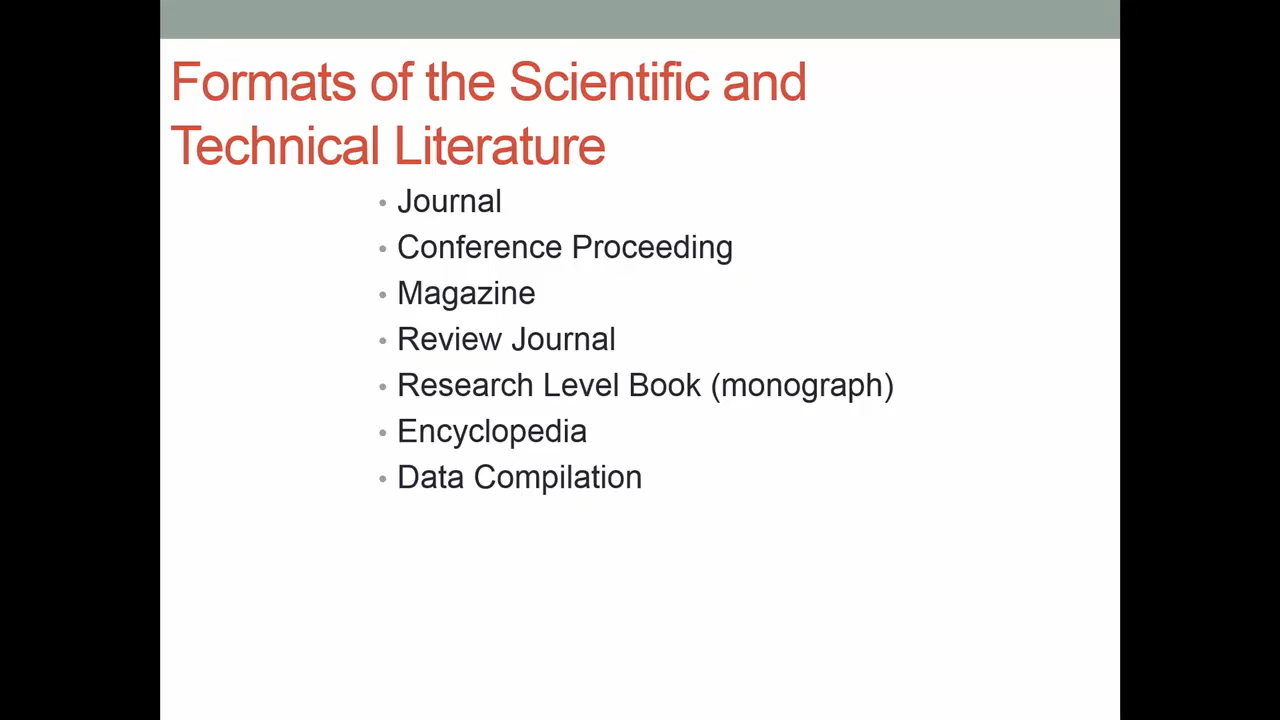 Formats of the Scientific and
Technical Literature
• Journal
• Conference Proceeding
• Magazine
• Review Journal
• Research Level Book (monograph)
• Encyclopedia
• Data Compilation